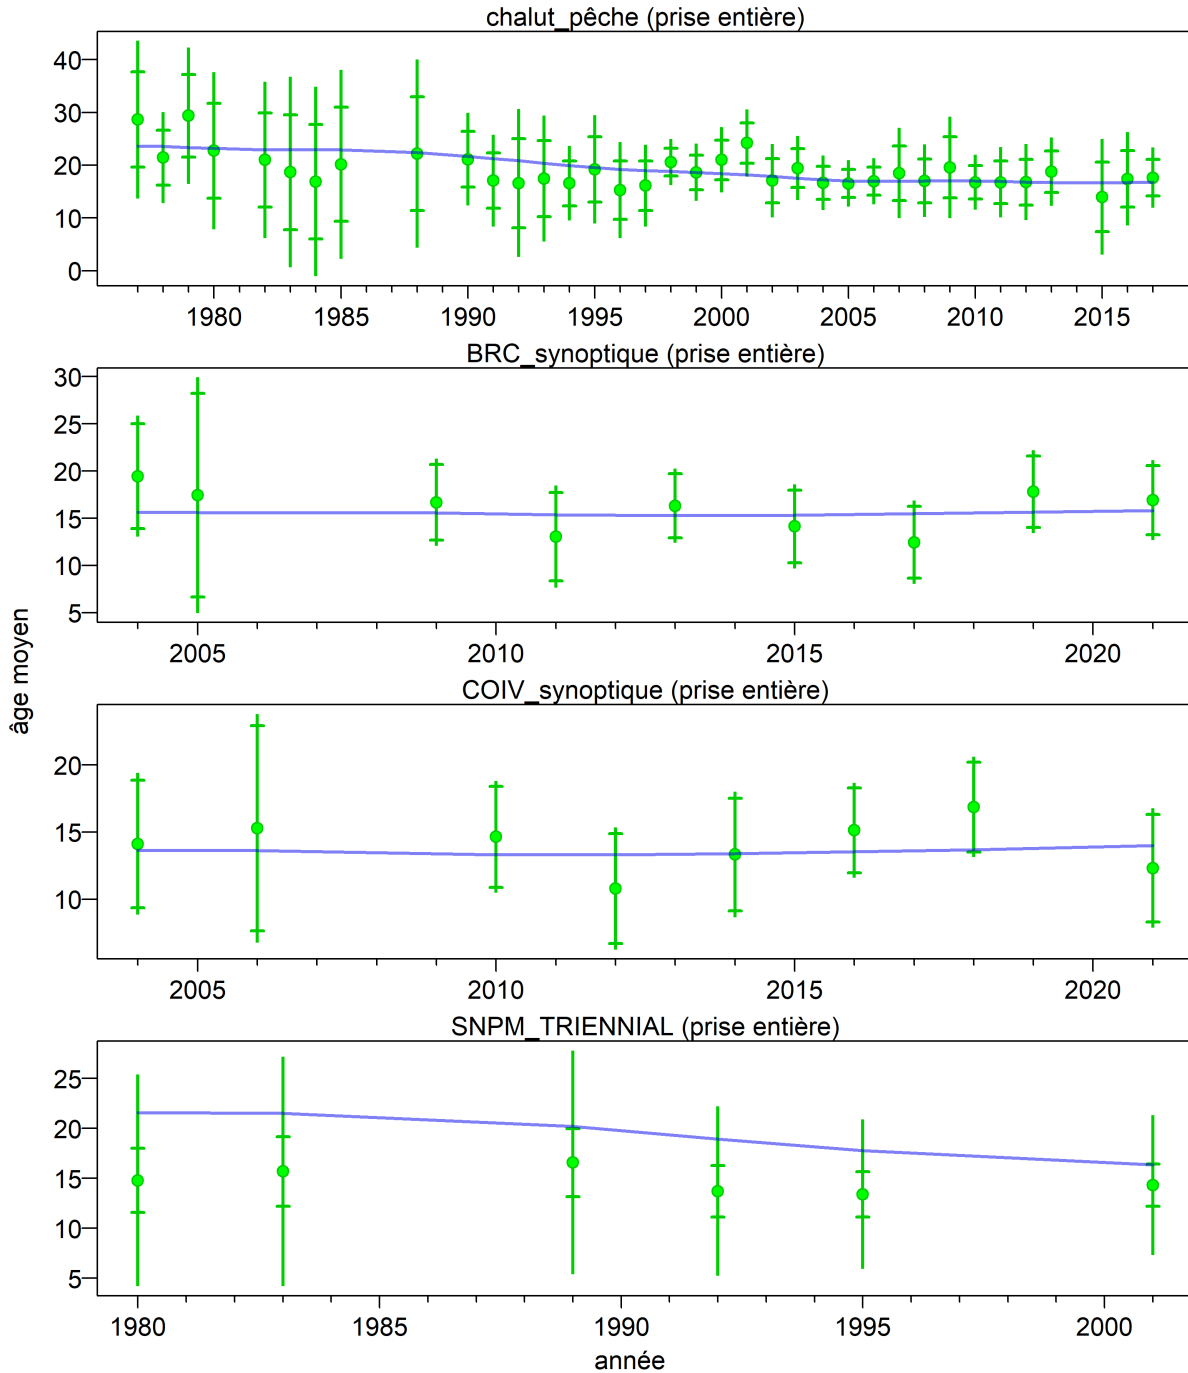 chalut_pêche (prise entière)
40
30
20
10
0
1980 1985 1990 1995 2000 2005 2010 2015
BRC_synoptique (prise entière)
30
25
20
15
10
5
2005 2010 2015 2020
âge moyen
COIV_synoptique (prise entière)
20
15
10
2005 2010 2015 2020
SNPM_TRIENNIAL (prise entière)
25
20
15
10
5
1980 1985 1990 1995 2000
année